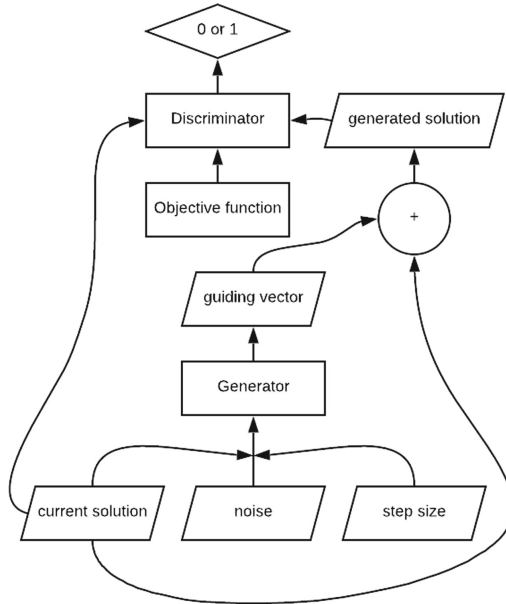 0 or 1
Discriminator
generated solution
Objective function
+
guiding vector
Generator
current solution
noise
step size